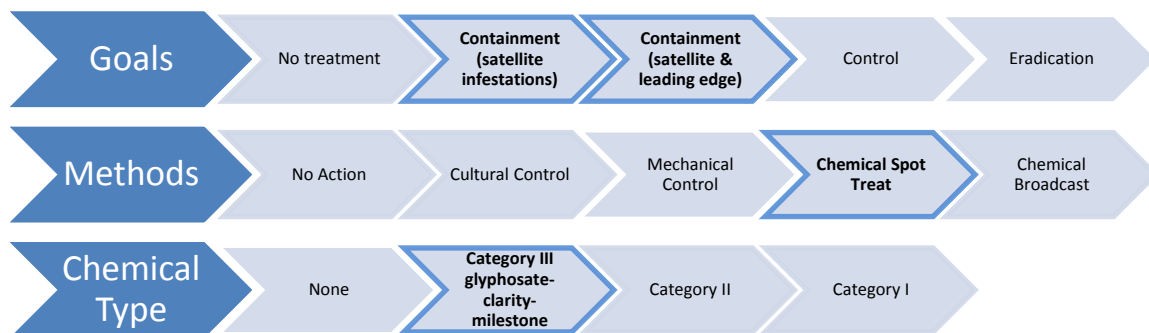 Goals
No treatment
Containment
(satellite
infestations)
Containment
(satellite &
leading edge)
Control
Eradication
Methods
No Action
Cultural Control
Mechanical
Control
Chemical Spot
Treat
Chemical
Broadcast
Chemical
Type
None
Category III
glyphosate-
clarity-
milestone
Category II
Category I